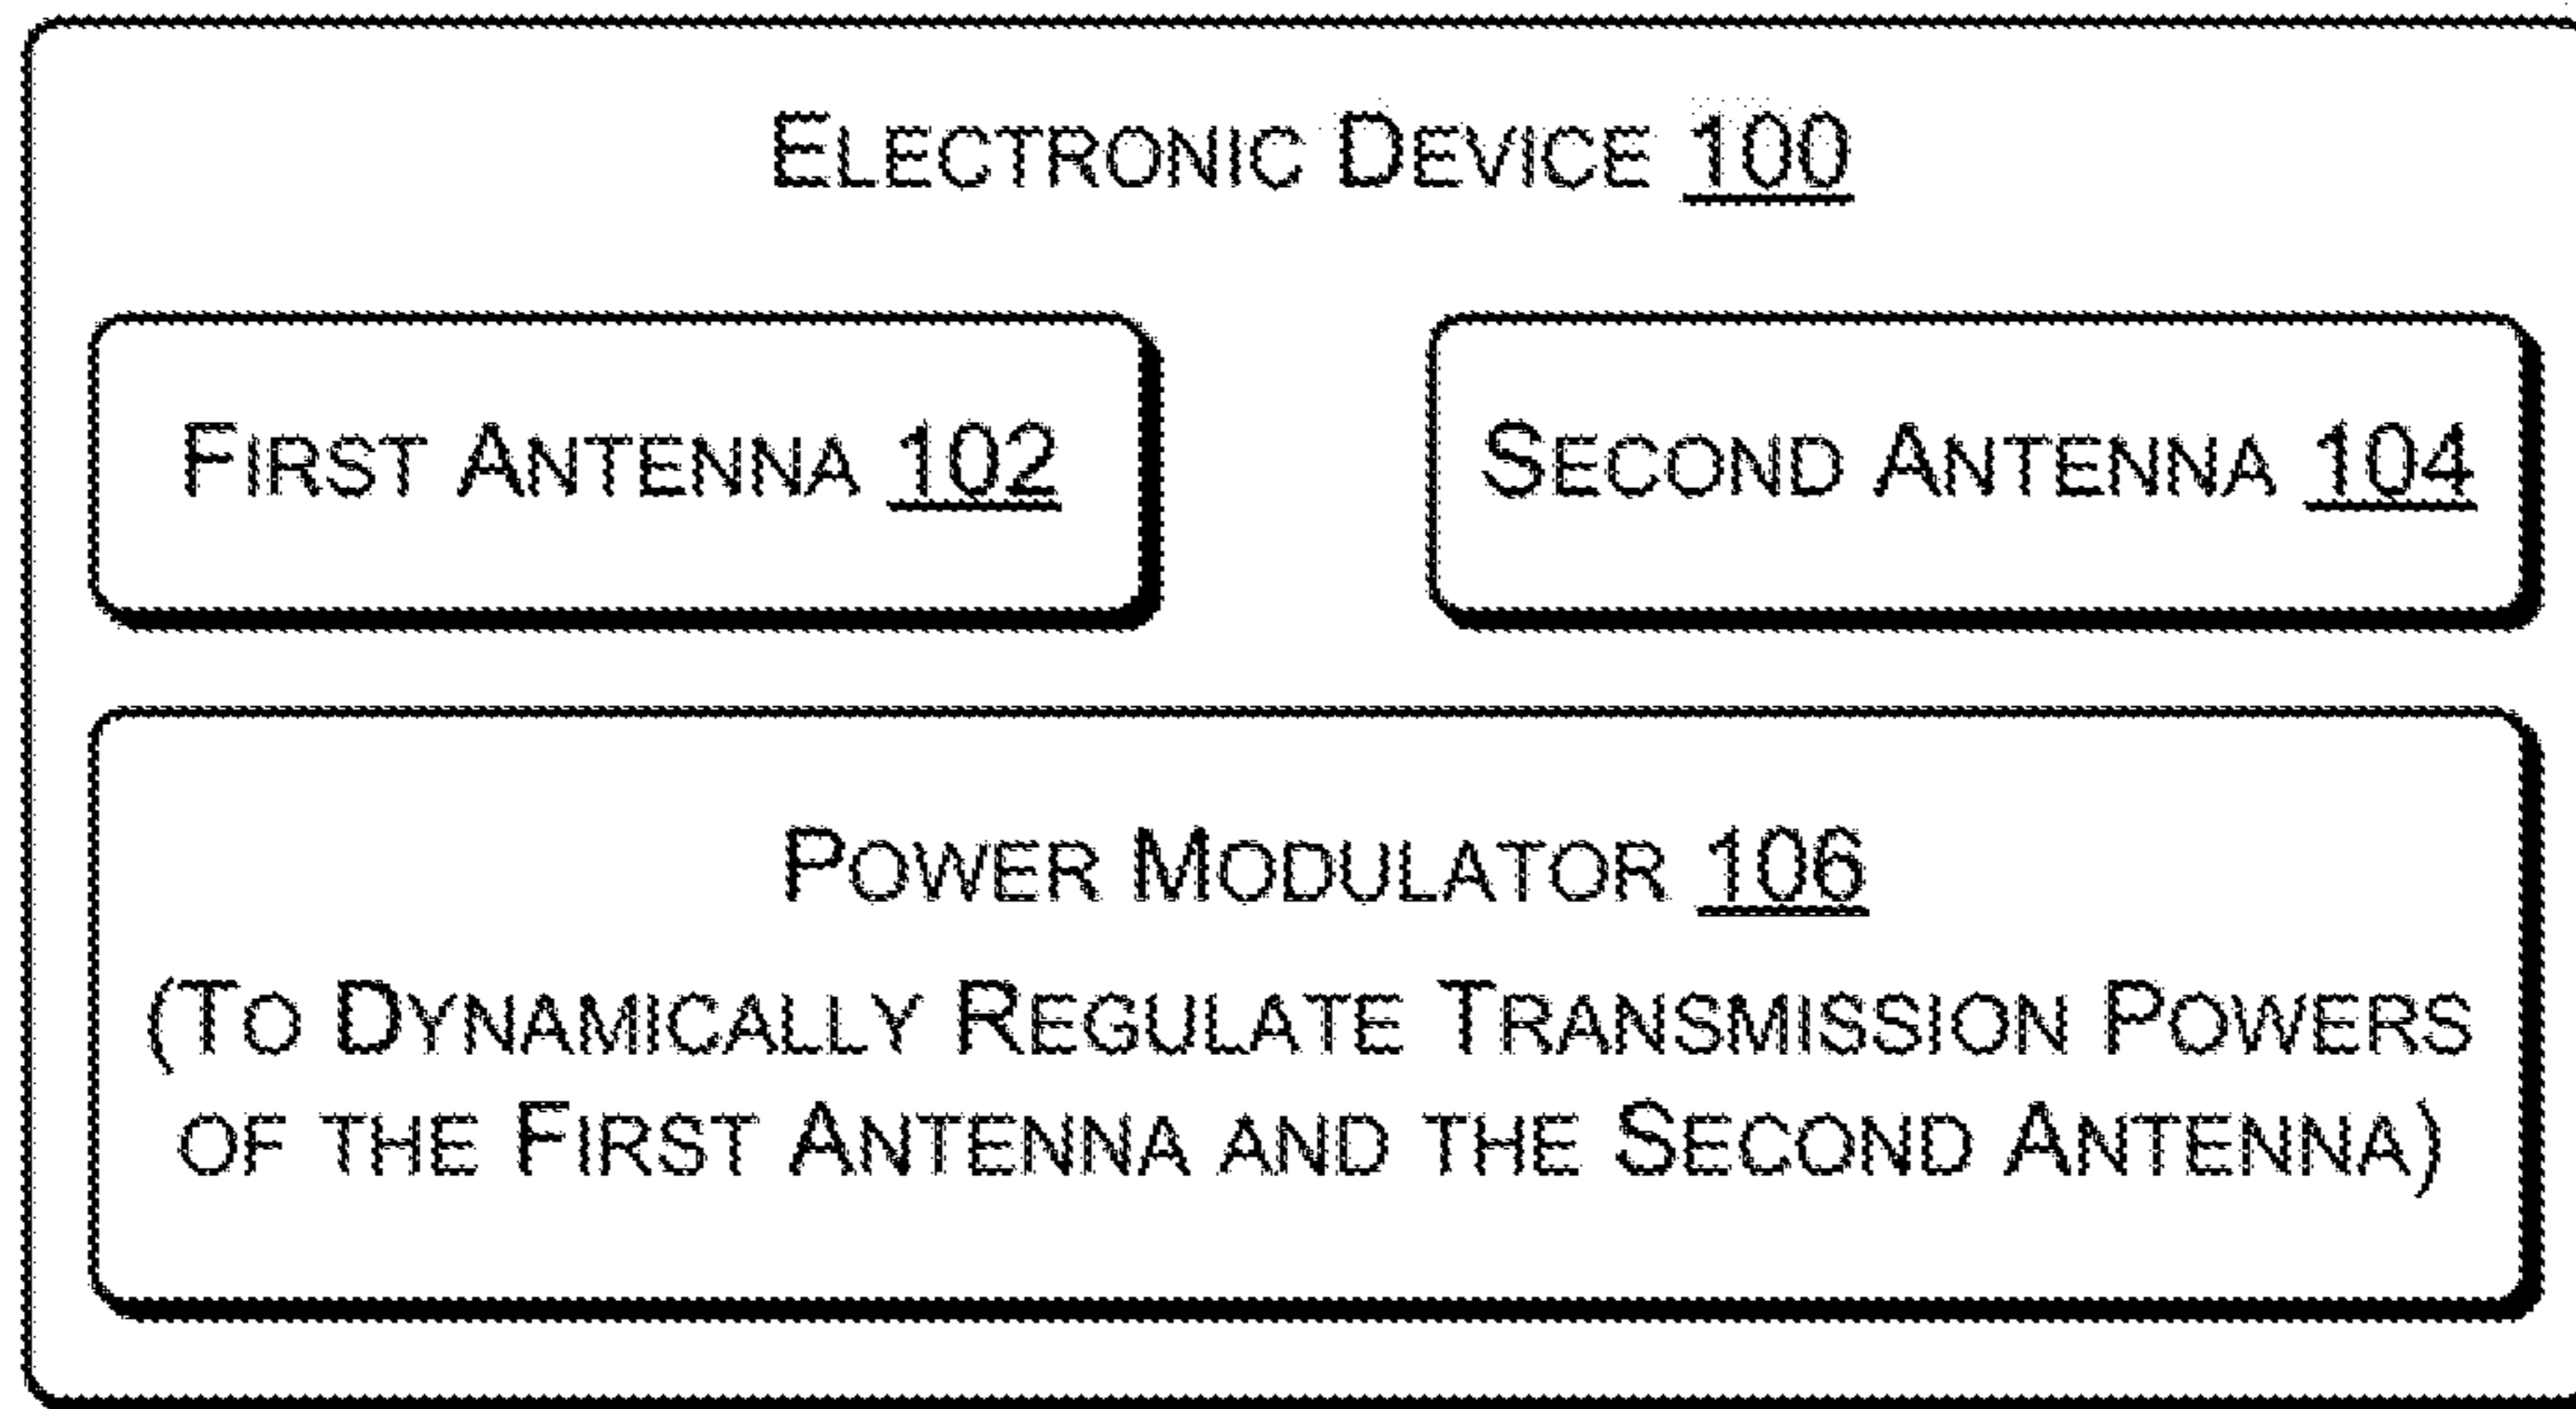 ELECTRONIC DEVICE 100
FIRST ANTENNA 102
SECOND ANTENNA 104
POWER MODULATOR 106
(TO DYNAMICALLY REGULATE TRANSMISSION POWERS
OF THE FIRST ANTENNA AND THE SECOND ANTENNA)